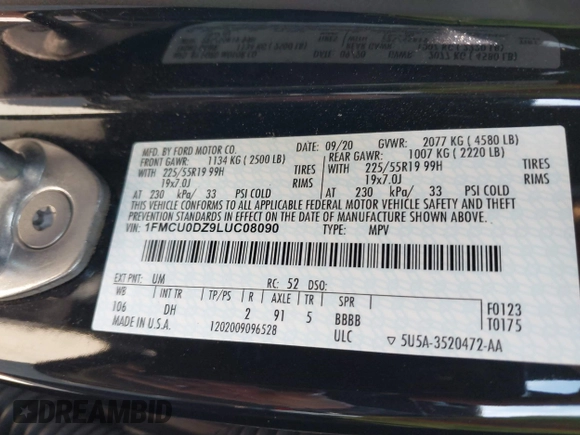 MFD. BY FORD MOTOR CO.
DATE: 09/20 GVWR: 2077 KG ( 4580 LB)
FRONT GAWR: 1134 KG ( 2500 LB)
REAR GAWR: 1007 KG ( 2220 LB)
WITH 225/55R19 99H TIRES
WITH 225/55R19 99H TIRES
19x7.0J RIMS
19x7.0J RIMS
AT 230 kPa/ 33 PSI COLD
AT 230 kPa/ 33 PSI COLD
THIS VEHICLE CONFORMS TO ALL APPLICABLE FEDERAL MOTOR VEHICLE SAFETY AND THEFT
PREVENTION STANDARDS IN EFFECT ON THE DATE OF MANUFACTURE SHOWN ABOVE.
VIN: 1FMCU0DZ9LUC08090 TYPE: MPV
EXT PNT: UM RC: 52 DSO:
WB INT TR TP/PS R AXLE TR SPR
106 DH 2 91 5 BBBB
F0123
T0175
MADE IN U.S.A. 1202009096528 ULC
▽ 5U5A-3520472-AA
DREAMBID